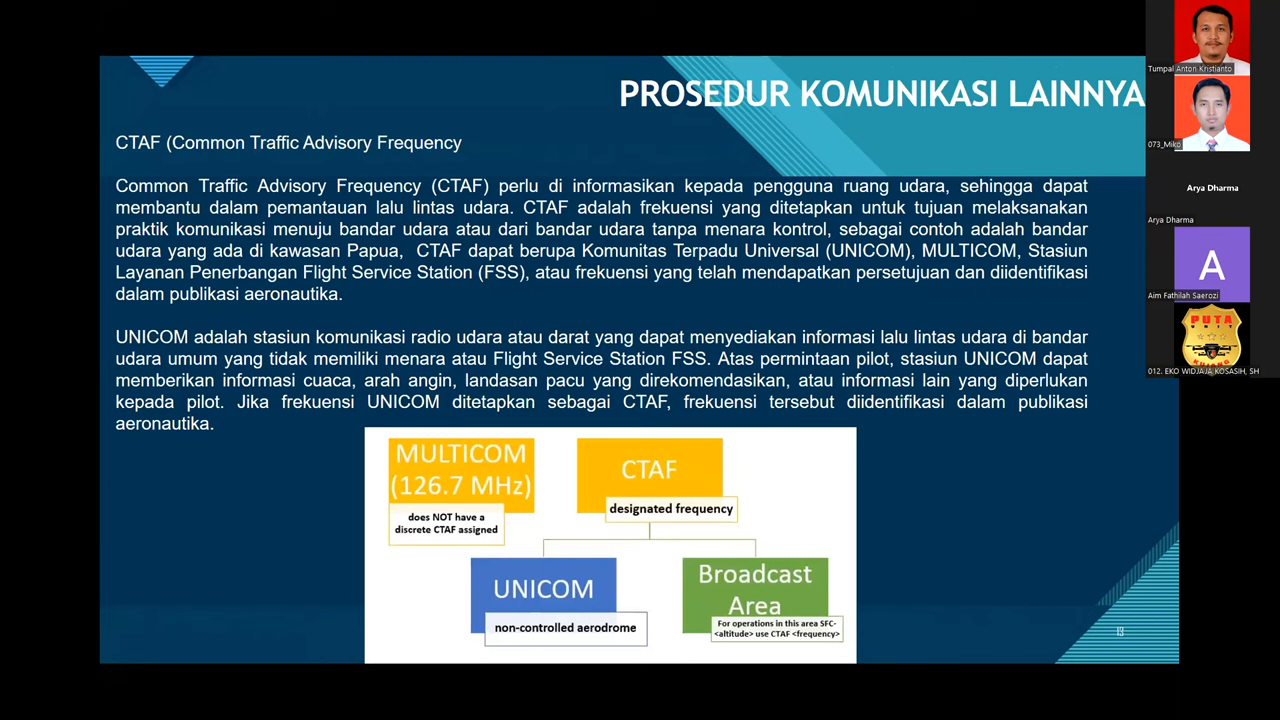 PROSEDUR KOMUNIKASI LAINNYA
CTAF (Common Traffic Advisory Frequency
Common Traffic Advisory Frequency (CTAF) perlu di informasikan kepada pengguna ruang udara, sehingga dapat
membantu dalam pemantauan lalu lintas udara. CTAF adalah frekuensi yang ditetapkan untuk tujuan melaksanakan
praktik komunikasi menuju bandar udara atau dari bandar udara tanpa menara kontrol, sebagai contoh adalah bandar
udara yang ada di kawasan Papua, CTAF dapat berupa Komunitas Terpadu Universal (UNICOM), MULTICOM, Stasiun
Layanan Penerbangan Flight Service Station (FSS), atau frekuensi yang telah mendapatkan persetujuan dan diidentifikasi
dalam publikasi aeronautika.
UNICOM adalah stasiun komunikasi radio udara atau darat yang dapat menyediakan informasi lalu lintas udara di bandar
udara umum yang tidak memiliki menara atau Flight Service Station FSS. Atas permintaan pilot, stasiun UNICOM dapat
memberikan informasi cuaca, arah angin, landasan pacu yang direkomendasikan, atau informasi lain yang diperlukan
kepada pilot. Jika frekuensi UNICOM ditetapkan sebagai CTAF, frekuensi tersebut diidentifikasi dalam publikasi
aeronautika.
MULTICOM
(126.7 MHz)
does NOT have a
discrete CTAF assigned
CTAF
designated frequency
UNICOM
non-controlled aerodrome
Broadcast
Area
For operations in this area SFC-
<altitude> use CTAF <frequency>
13
Tumpal Anton Kristianto
073_Miko
Arya Dharma
Arya Dharma
A
Aim Fathilah Saerozi
PUTA
UNIT
KUJANG
012. EKO WIDJAJA KOSASIH, SH